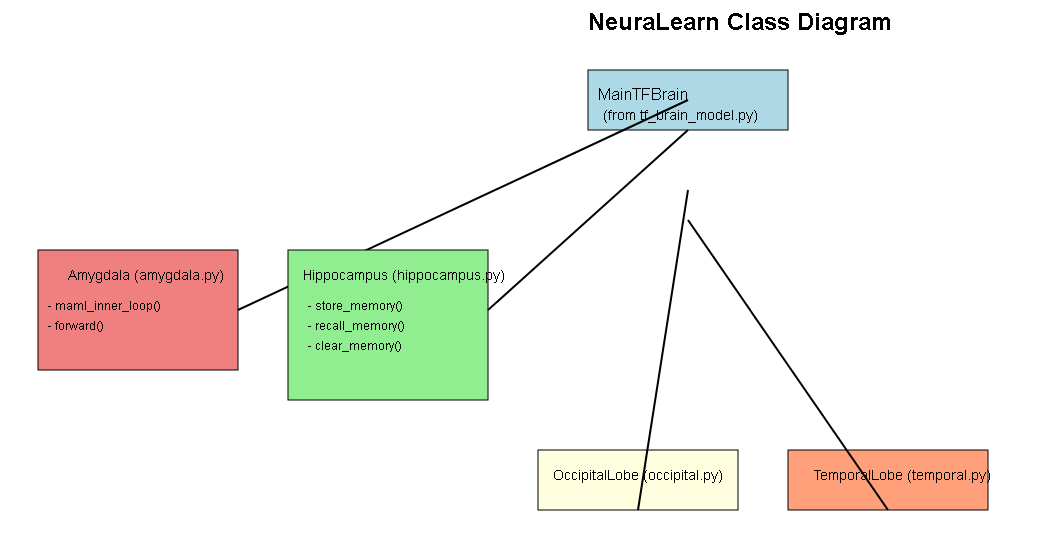 NeuraLearn Class Diagram
MainTFBrain
(from tf_brain_model.py)
Amygdala (amygdala.py)
- maml_inner_loop()
- forward()
Hippocampus (hippocampus.py)
- store_memory()
- recall_memory()
- clear_memory()
OccipitalLobe (occipital.py)
TemporalLobe (temporal.py)